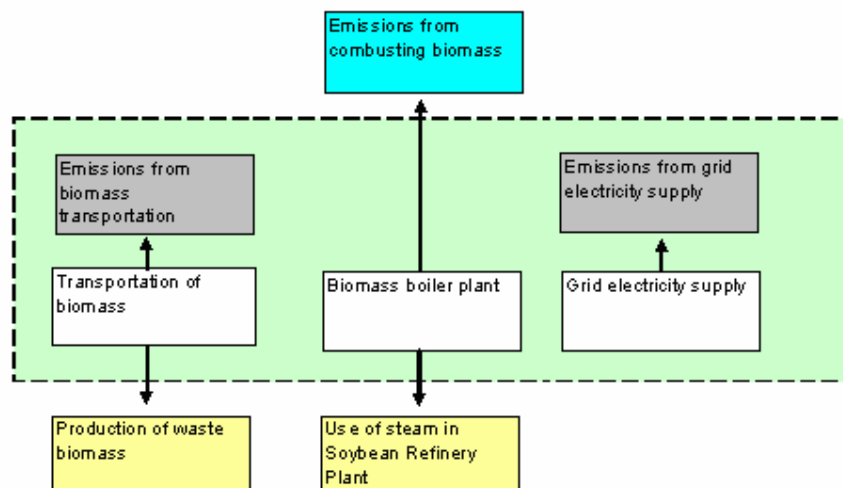 Emissions from
combusting biomass
Emissions from
biomass
transportation
Emissions from grid
electricity supply
Transportation of
biomass
Biomass boiler plant
Grid electricity supply
Production of waste
biomass
Use of steam in
Soybean Refinery
Plant